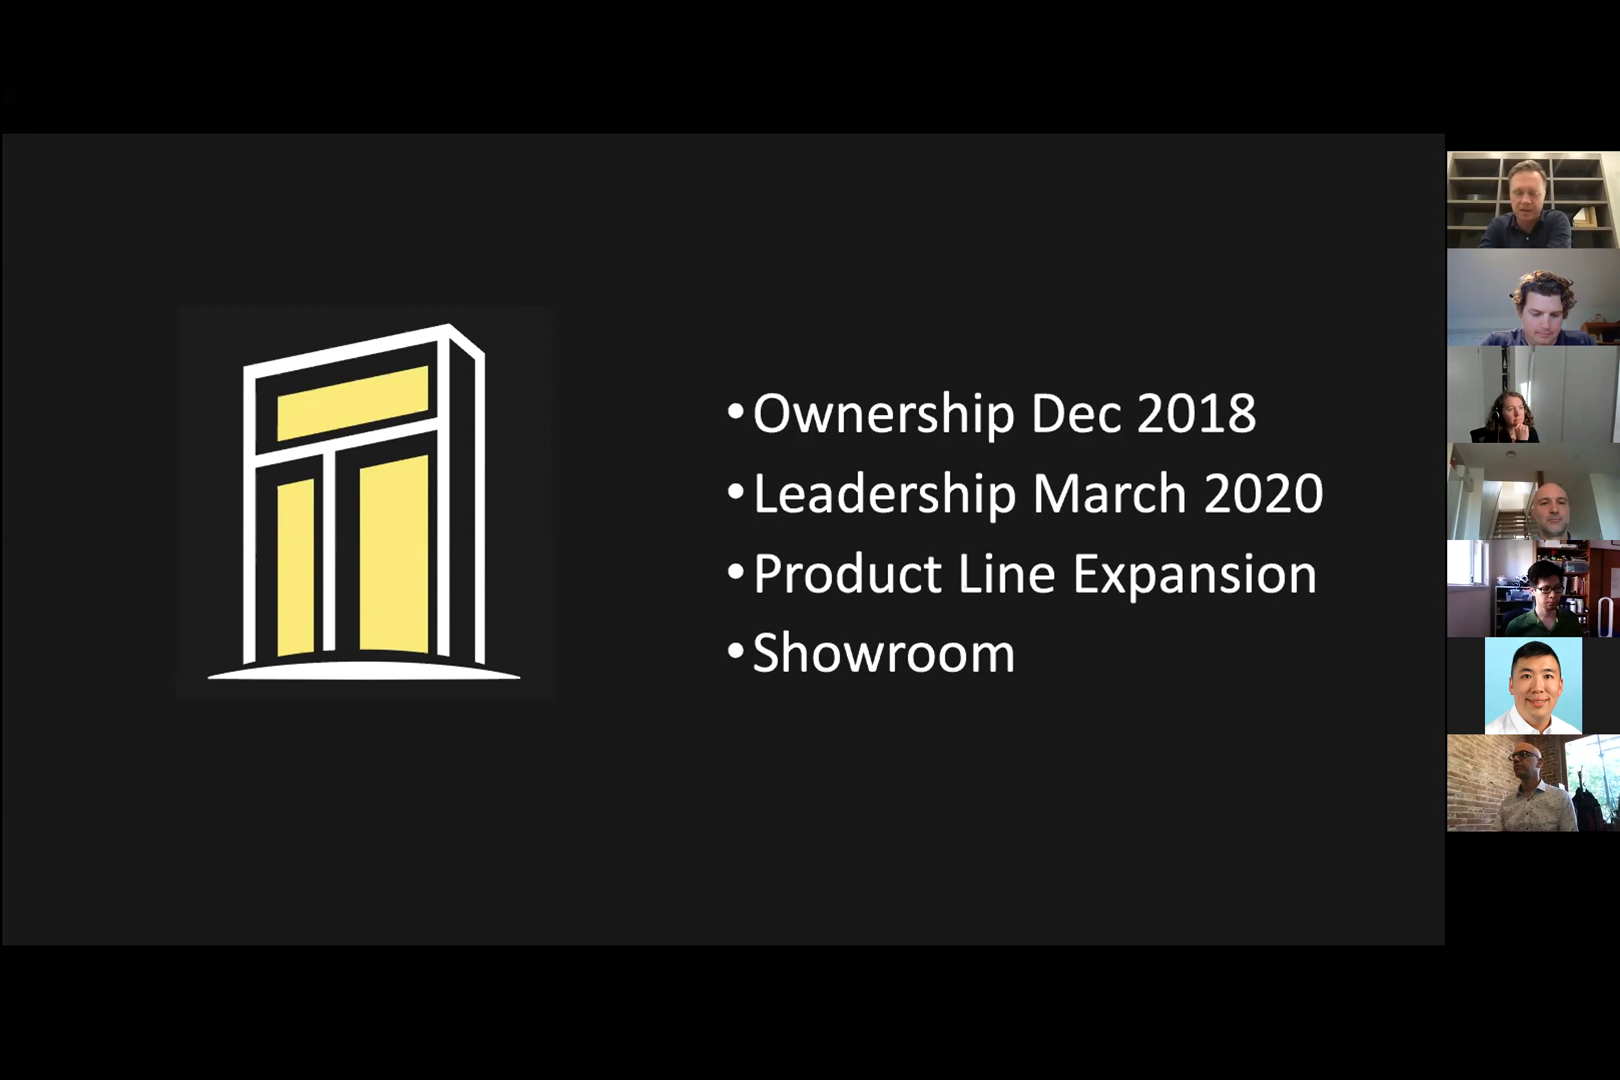 •Ownership Dec 2018
•Leadership March 2020
•Product Line Expansion
•Showroom